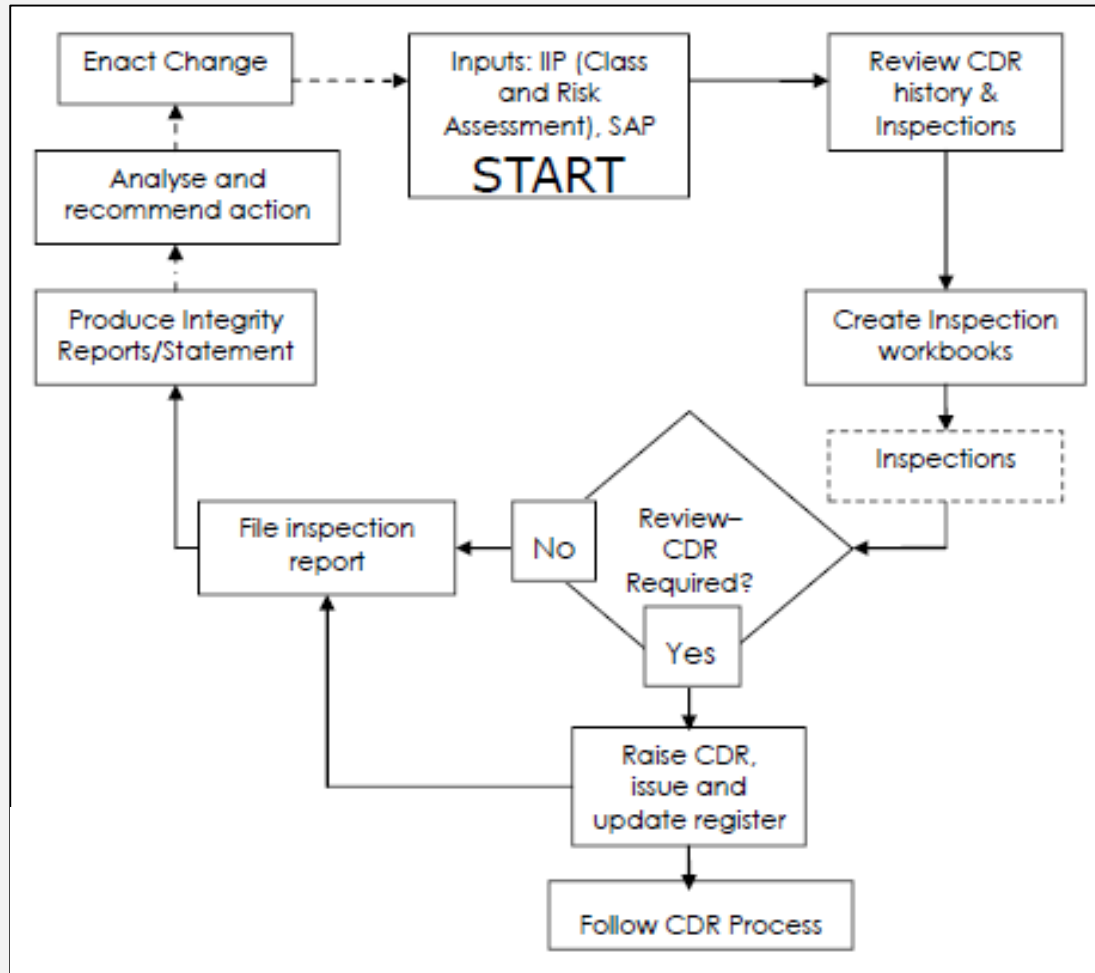 Enact Change
Inputs: IIP (Class
and Risk
Assessment), SAP
START
Review CDR
history &
Inspections
Analyse and
recommend action
Produce Integrity
Reports/Statement
Create Inspection
workbooks
Inspections
File inspection
report
No
Review–
CDR
Required?
Yes
Raise CDR,
issue and
update register
Follow CDR Process